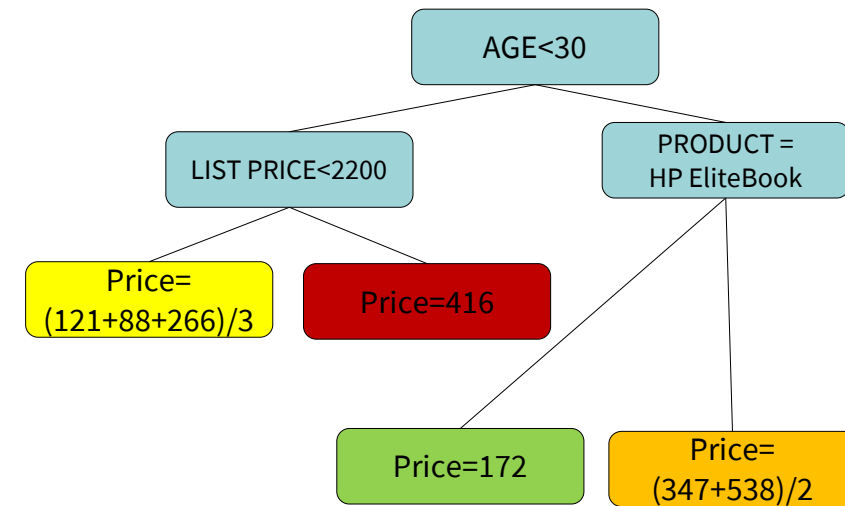 AGE<30
LIST PRICE<2200
PRODUCT =
HP EliteBook
Price=
(121+88+266)/3
Price=416
Price=172
Price=
(347+538)/2